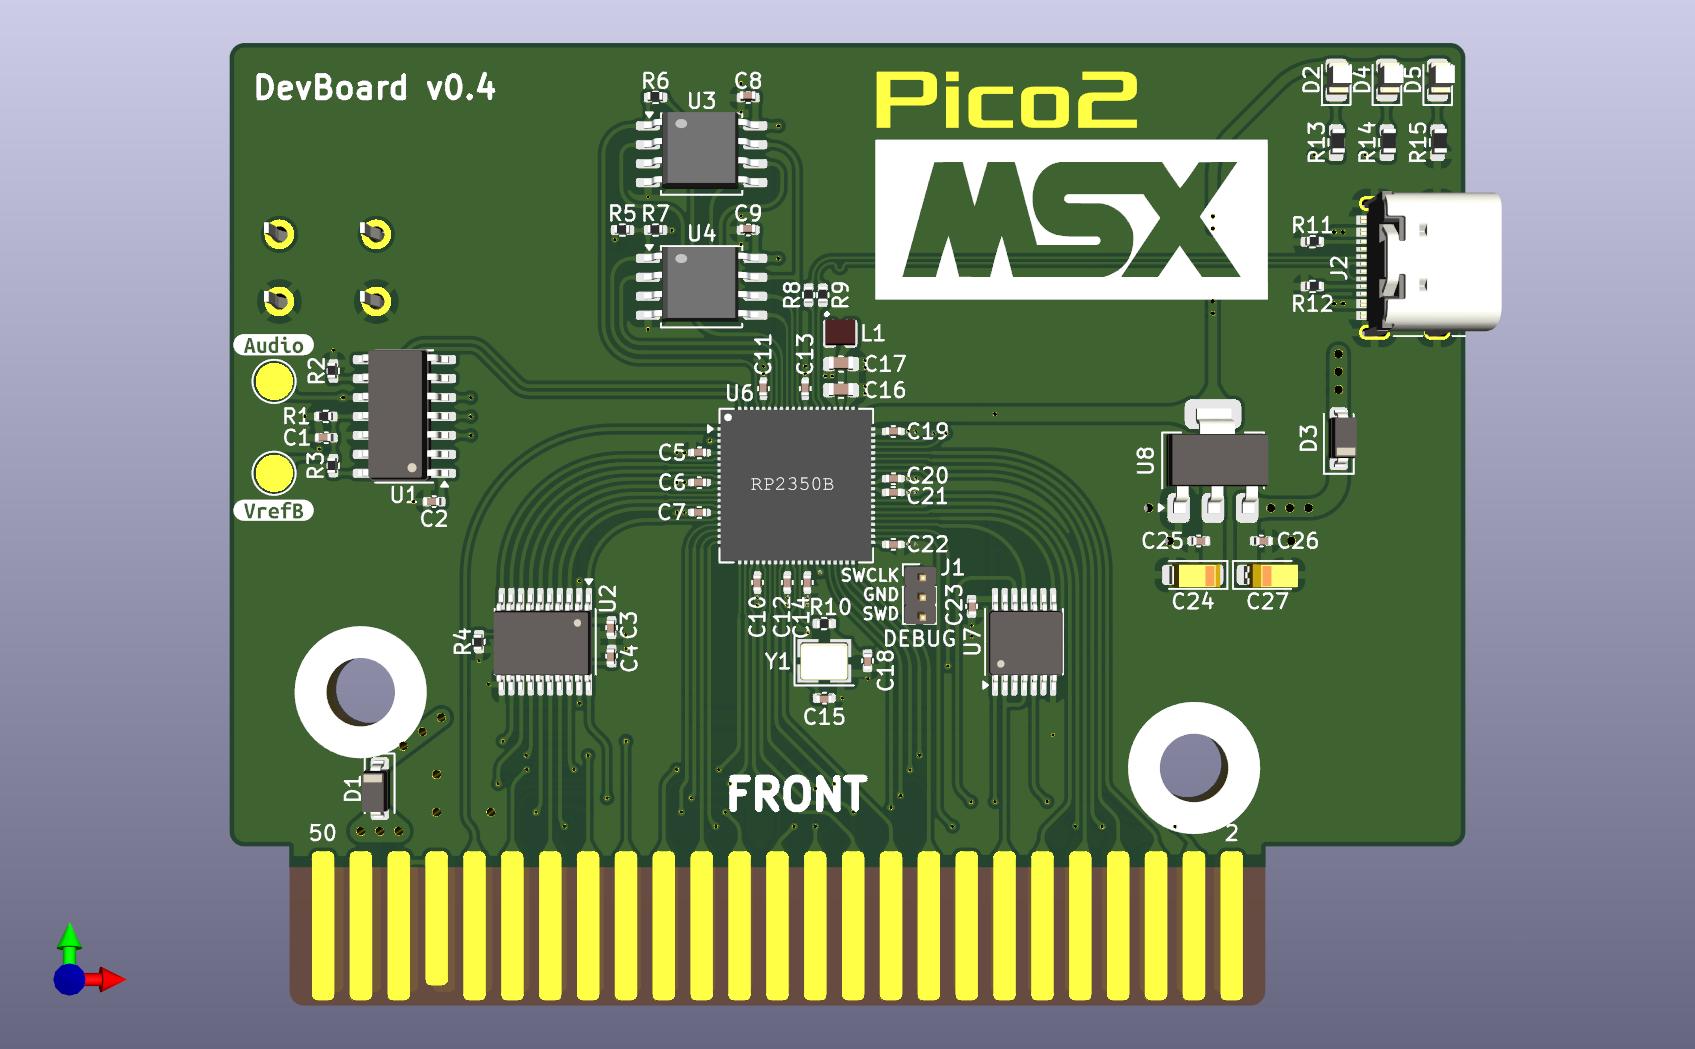 DevBoard v0.4
R6
C8
U3
Pico2
MSX
D2
D4
D5
R13
R14
R15
R5
R7
C9
U4
R11
J2
R12
R8
R9
L1
Audio
R2
C11
C13
C17
C16
U6
R1
C1
C5
C19
R3
C6
RP2350B
C20
C21
U8
D3
U1
VrefB
C2
C7
C22
C25
C26
SWCLK
J1
GND
SWD
DEBUG
C24
C27
U2
C3
C4
R4
C10
C12
C14
R10
C23
U7
Y1
C18
C15
D1
FRONT
50
2